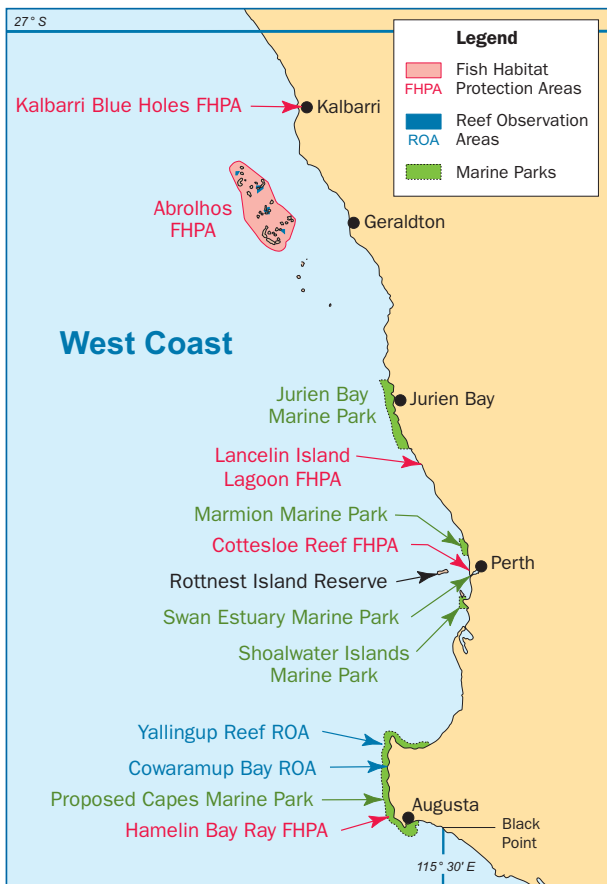 27° S
Legend
FHPA
Fish Habitat
Protection Areas
ROA
Reef Observation
Areas
Marine Parks
Kalbarri Blue Holes FHPA
Kalbarri
Abrolhos
FHPA
Geraldton
West Coast
Jurien Bay
Marine Park
Jurien Bay
Lancelin Island
Lagoon FHPA
Marmion Marine Park
Cottesloe Reef FHPA
Perth
Rottnest Island Reserve
Swan Estuary Marine Park
Shoalwater Islands
Marine Park
Yallingup Reef ROA
Cowaramup Bay ROA
Proposed Capes Marine Park
Augusta
Hamelin Bay Ray FHPA
Black
Point
115° 30' E